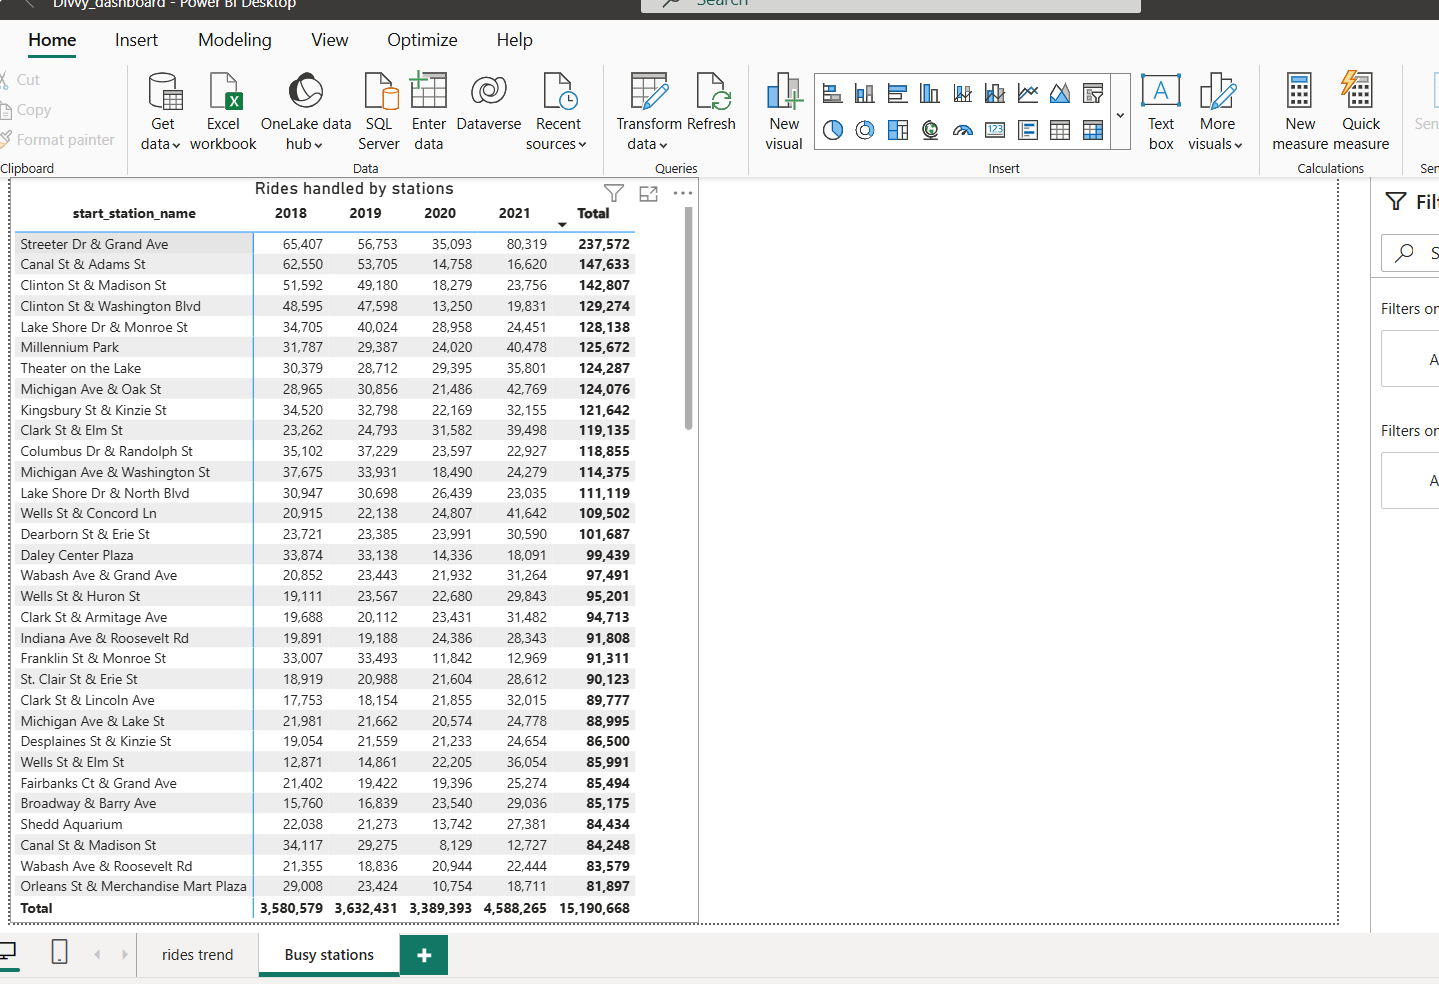 Divvy_dashboard - Power BI Desktop
Search
Home Insert Modeling View Optimize Help
Cut
Copy
Format painter
Clipboard
Get data
Excel workbook
OneLake data hub
SQL Server
Enter data
Dataverse
Recent sources
Data
Transform data
Refresh
Queries
New visual
123
Insert
A
Text box
More visuals
New measure
Quick measure
Calculations
Rides handled by stations
start_station_name 2018 2019 2020 2021 Total
Streeter Dr & Grand Ave 65,407 56,753 35,093 80,319 237,572
Canal St & Adams St 62,550 53,705 14,758 16,620 147,633
Clinton St & Madison St 51,592 49,180 18,279 23,756 142,807
Clinton St & Washington Blvd 48,595 47,598 13,250 19,831 129,274
Lake Shore Dr & Monroe St 34,705 40,024 28,958 24,451 128,138
Millennium Park 31,787 29,387 24,020 40,478 125,672
Theater on the Lake 30,379 28,712 29,395 35,801 124,287
Michigan Ave & Oak St 28,965 30,856 21,486 42,769 124,076
Kingsbury St & Kinzie St 34,520 32,798 22,169 32,155 121,642
Clark St & Elm St 23,262 24,793 31,582 39,498 119,135
Columbus Dr & Randolph St 35,102 37,229 23,597 22,927 118,855
Michigan Ave & Washington St 37,675 33,931 18,490 24,279 114,375
Lake Shore Dr & North Blvd 30,947 30,698 26,439 23,035 111,119
Wells St & Concord Ln 20,915 22,138 24,807 41,642 109,502
Dearborn St & Erie St 23,721 23,385 23,991 30,590 101,687
Daley Center Plaza 33,874 33,138 14,336 18,091 99,439
Wabash Ave & Grand Ave 20,852 23,443 21,932 31,264 97,491
Wells St & Huron St 19,111 23,567 22,680 29,843 95,201
Clark St & Armitage Ave 19,688 20,112 23,431 31,482 94,713
Indiana Ave & Roosevelt Rd 19,891 19,188 24,386 28,343 91,808
Franklin St & Monroe St 33,007 33,493 11,842 12,969 91,311
St. Clair St & Erie St 18,919 20,988 21,604 28,612 90,123
Clark St & Lincoln Ave 17,753 18,154 21,855 32,015 89,777
Michigan Ave & Lake St 21,981 21,662 20,574 24,778 88,995
Desplaines St & Kinzie St 19,054 21,559 21,233 24,654 86,500
Wells St & Elm St 12,871 14,861 22,205 36,054 85,991
Fairbanks Ct & Grand Ave 21,402 19,422 19,396 25,274 85,494
Broadway & Barry Ave 15,760 16,839 23,540 29,036 85,175
Shedd Aquarium 22,038 21,273 13,742 27,381 84,434
Canal St & Madison St 34,117 29,275 8,129 12,727 84,248
Wabash Ave & Roosevelt Rd 21,355 18,836 20,944 22,444 83,579
Orleans St & Merchandise Mart Plaza 29,008 23,424 10,754 18,711 81,897
Total 3,580,579 3,632,431 3,389,393 4,588,265 15,190,668
Filters
Filters
rides trend
Busy stations
+